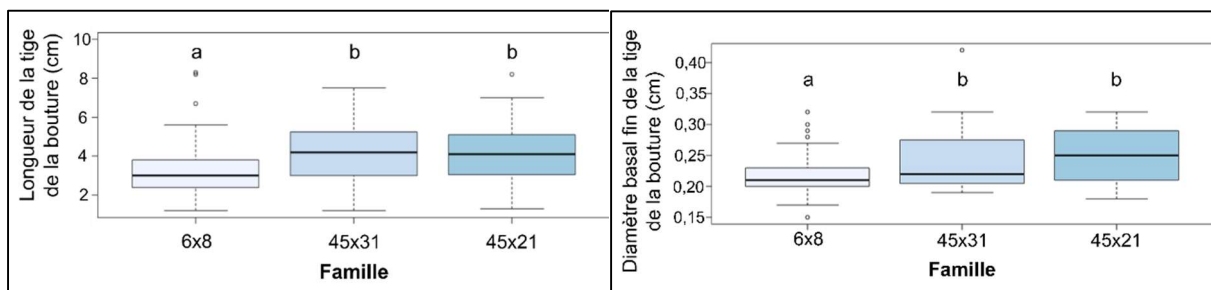 Longueur de la tige
de la bouture (cm)
10
8
6
4
2
a
b
b
6x8
45x31
45x21
Famille
Diamètre basal fin de la tige
de la bouture (cm)
0,40
0,35
0,30
0,25
0,20
0,15
a
b
b
6x8
45x31
45x21
Famille